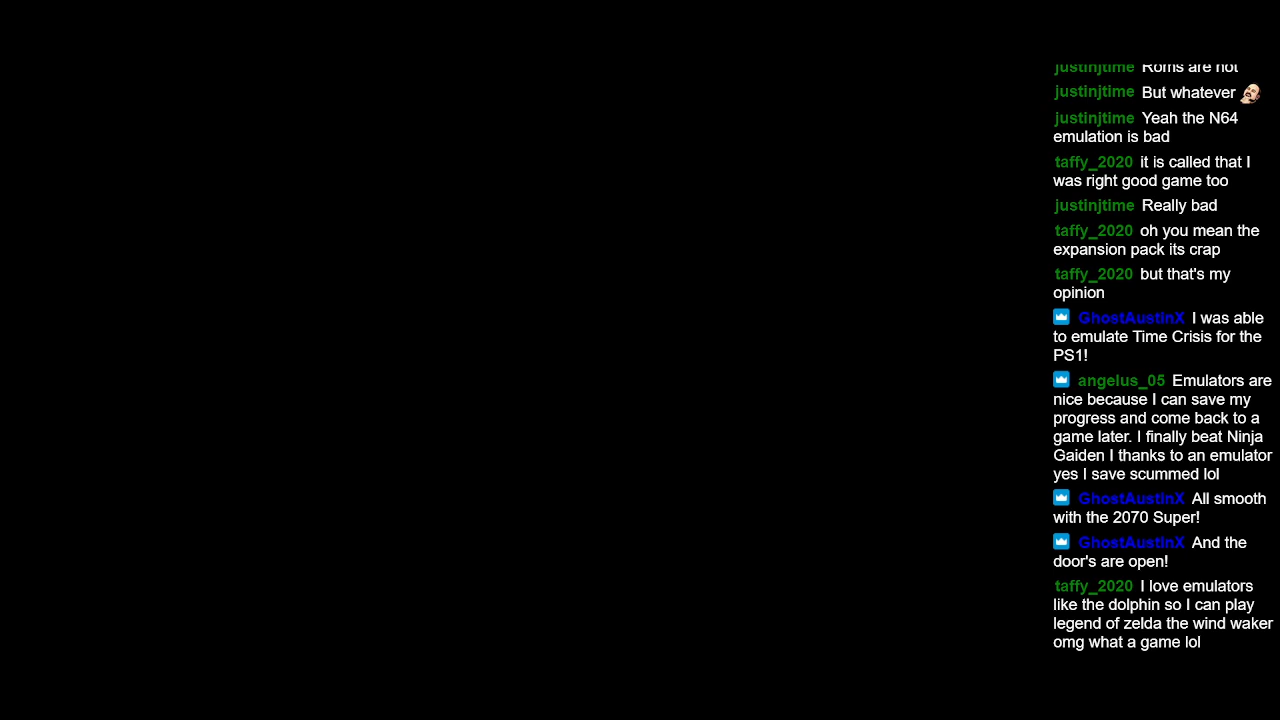 justinjtime Roms are not
justinjtime But whatever
justinjtime Yeah the N64
emulation is bad
taffy_2020 it is called that I
was right good game too
justinjtime Really bad
taffy_2020 oh you mean the
expansion pack its crap
taffy_2020 but that's my
opinion
GhostAustinX I was able
to emulate Time Crisis for the
PS1!
angelus_05 Emulators are
nice because I can save my
progress and come back to a
game later. I finally beat Ninja
Gaiden I thanks to an emulator
yes I save scummed lol
GhostAustinX All smooth
with the 2070 Super!
GhostAustinX And the
door's are open!
taffy_2020 I love emulators
like the dolphin so I can play
legend of zelda the wind waker
omg what a game lol